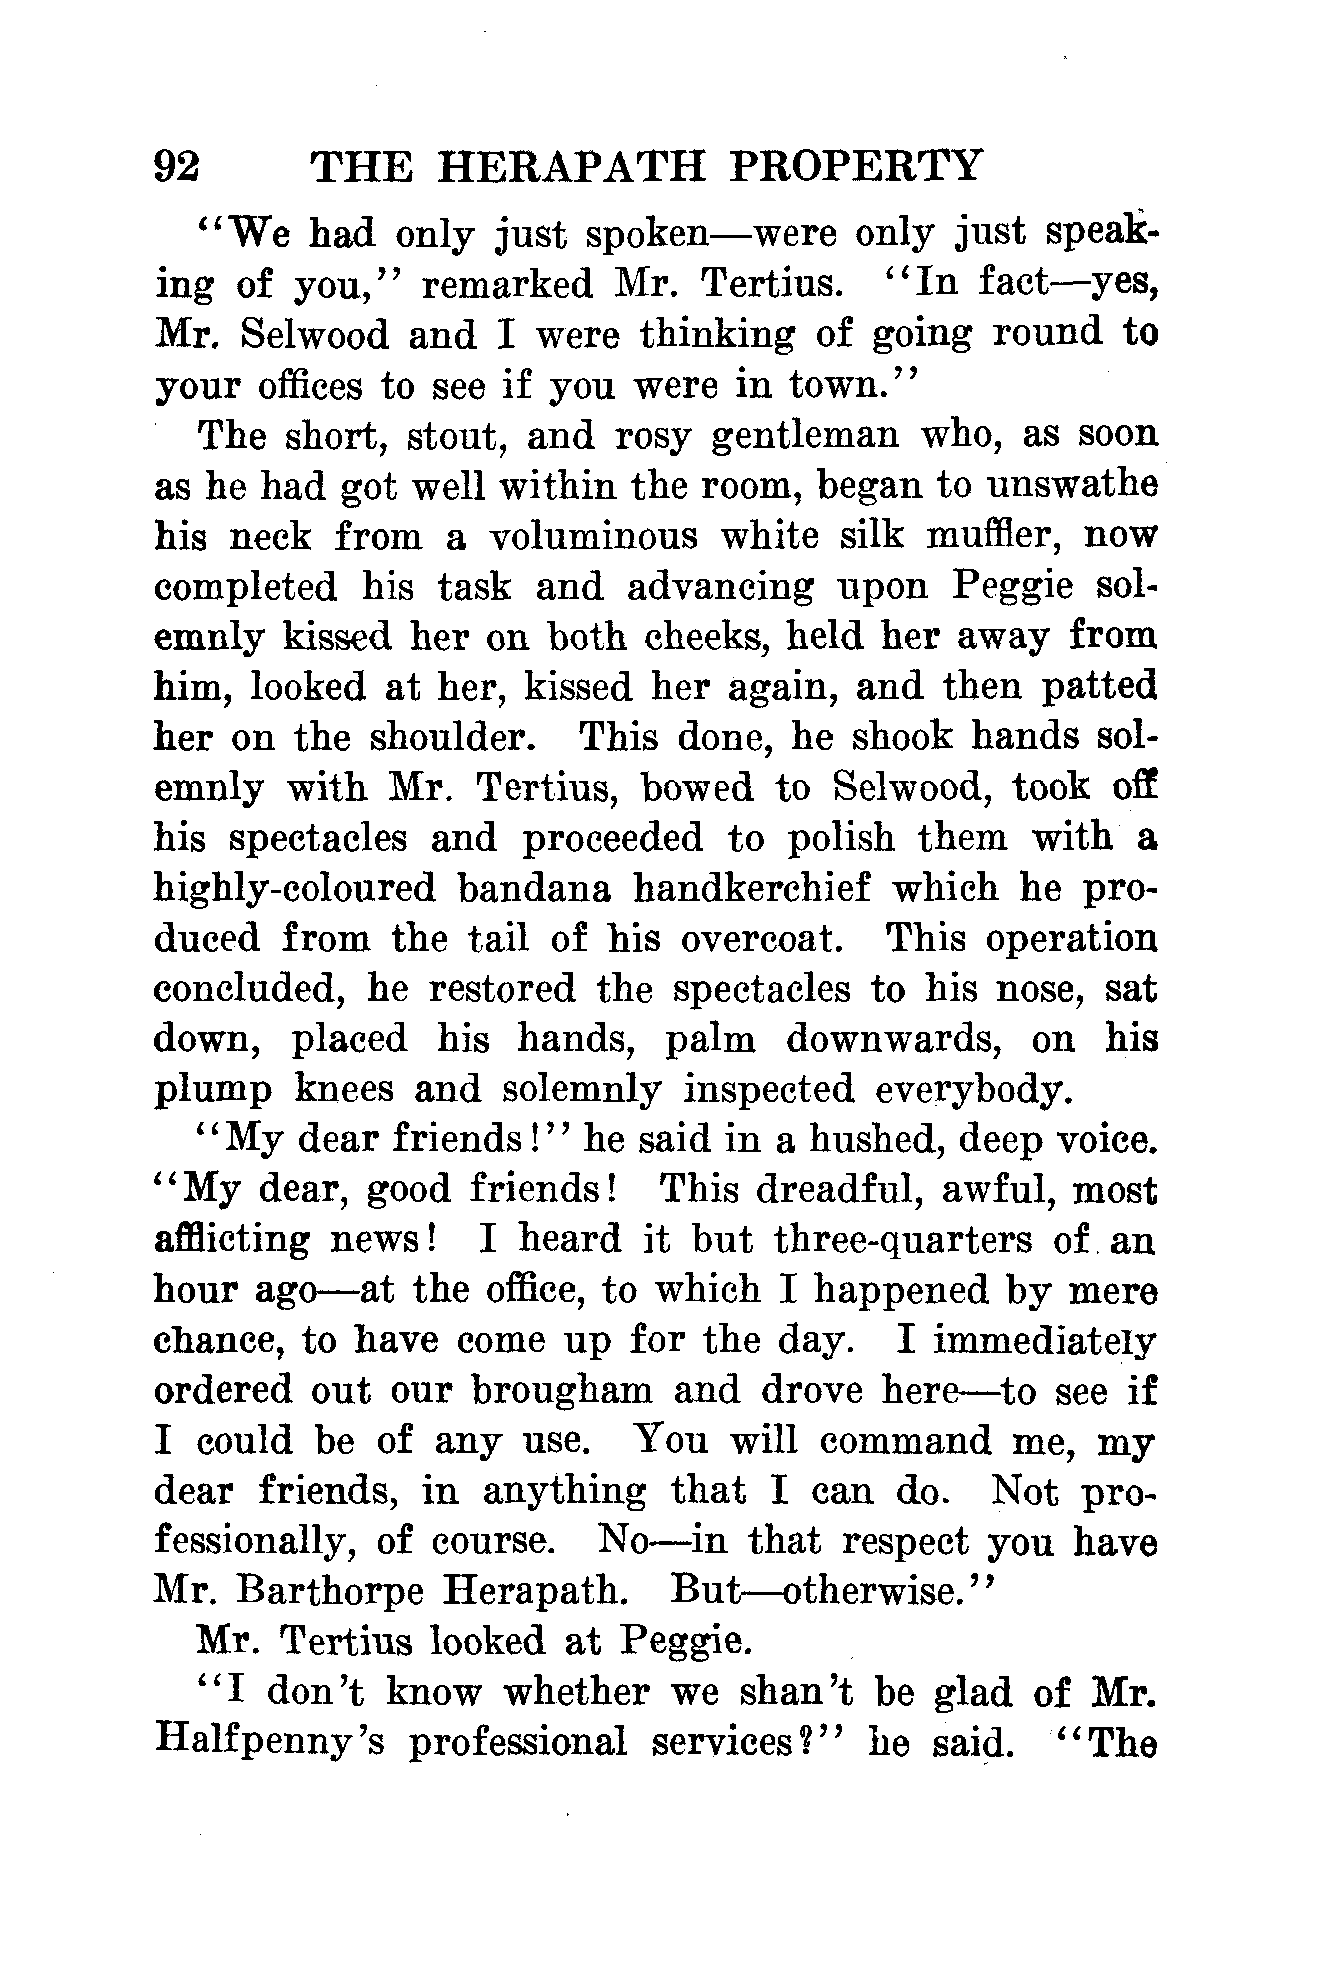 92 THE HERAPATH PROPERTY
“We had only just spoken—were only just speak-
ing of you,” remarked Mr. Tertius. “In fact—yes,
Mr. Selwood and I were thinking of going round to
your offices to see if you were in town.”
The short, stout, and rosy gentleman who, as soon
as he had got well within the room, began to unswathe
his neck from a voluminous white silk muffler, now
completed his task and advancing upon Peggie sol-
emnly kissed her on both cheeks, held her away from
him, looked at her, kissed her again, and then patted
her on the shoulder. This done, he shook hands sol-
emnly with Mr. Tertius, bowed to Selwood, took off
his spectacles and proceeded to polish them with a
highly-coloured bandana handkerchief which he pro-
duced from the tail of his overcoat. This operation
concluded, he restored the spectacles to his nose, sat
down, placed his hands, palm downwards, on his
plump knees and solemnly inspected everybody.
“My dear friends!” he said in a hushed, deep voice.
“My dear, good friends! This dreadful, awful, most
afflicting news! I heard it but three-quarters of an
hour ago—at the office, to which I happened by mere
chance, to have come up for the day. I immediately
ordered out our brougham and drove here—to see if
I could be of any use. You will command me, my
dear friends, in anything that I can do. Not pro-
fessionally, of course. No—in that respect you have
Mr. Barthorpe Herapath. But—otherwise.”
Mr. Tertius looked at Peggie.
“I don't know whether we shan't be glad of Mr.
Halfpenny's professional services?” he said. “The